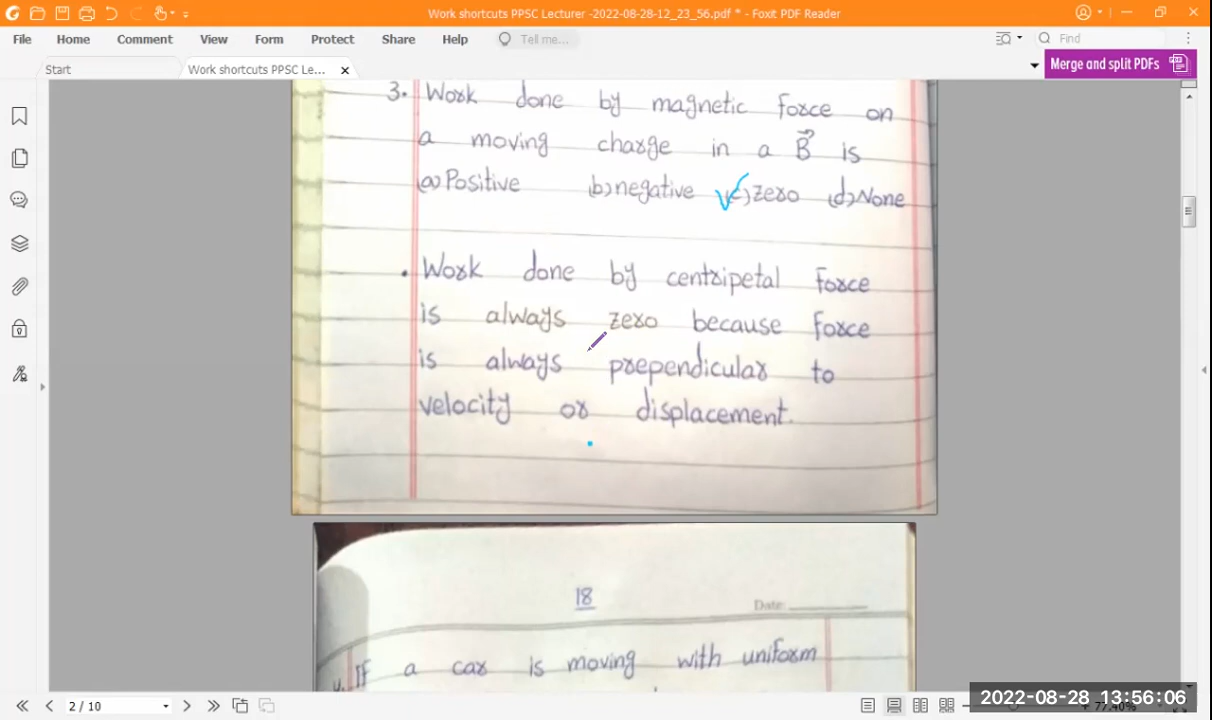 Work shortcuts PPSC Lecturer -2022-08-28-12_23_56.pdf * - Foxit PDF Reader
File Home Comment View Form Protect Share Help Tell me... Find
Start Work shortcuts PPSC Le... Merge and split PDFs
3. Work done by magnetic force on
a moving charge in a B⃗ is
(a) Positive (b) negative (c) zero (d) None
• Work done by centripetal force
is always zero because force
is always prependicular to
velocity or displacement.
18
Date:
If a car is moving with uniform
2 / 10
2022-08-28 13:56:06
77.40%